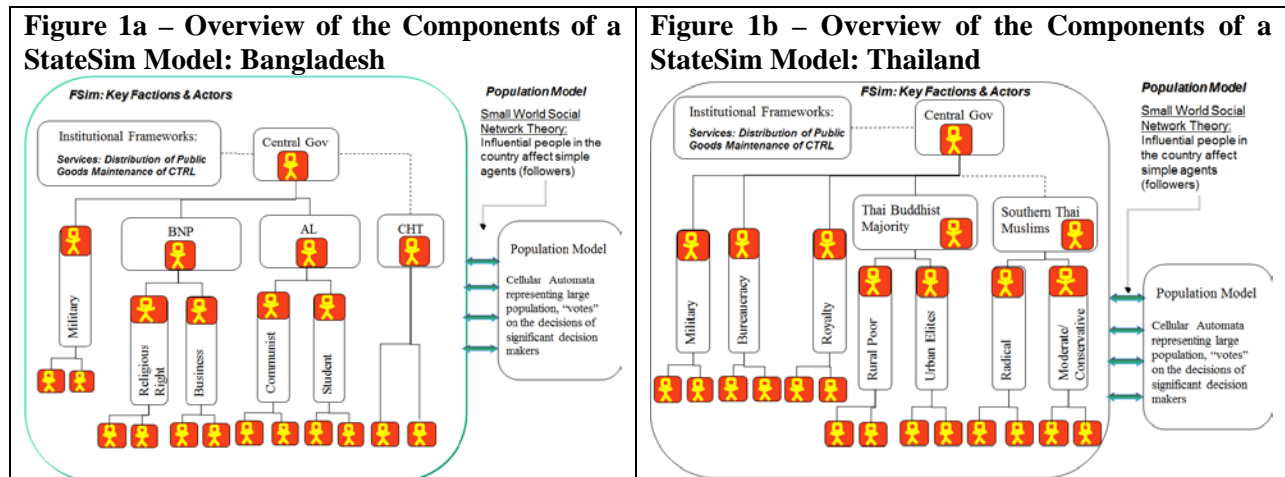 Figure 1a – Overview of the Components of a
StateSim Model: Bangladesh
FSim: Key Factions & Actors
Institutional Frameworks:
Services: Distribution of Public
Goods Maintenance of CTRL
Central Gov
Population Model
Small World Social
Network Theory:
Influential people in the
country affect simple
agents (followers)
BNP
AL
CHT
Military
Religious
Right
Business
Communist
Student
Population Model
Cellular Automata
representing large
population, “votes”
on the decisions of
significant decision
makers
Figure 1b – Overview of the Components of a
StateSim Model: Thailand
FSim: Key Factions & Actors
Institutional Frameworks:
Services: Distribution of Public
Goods Maintenance of CTRL
Central Gov
Population Model
Small World Social
Network Theory:
Influential people in
the country affect
simple agents
(followers)
Thai Buddhist
Majority
Southern Thai
Muslims
Military
Bureaucracy
Royalty
Rural Poor
Urban Elites
Radical
Moderate/
Conservative
Population Model
Cellular Automata
representing large
population, “votes”
on the decisions of
significant decision
makers